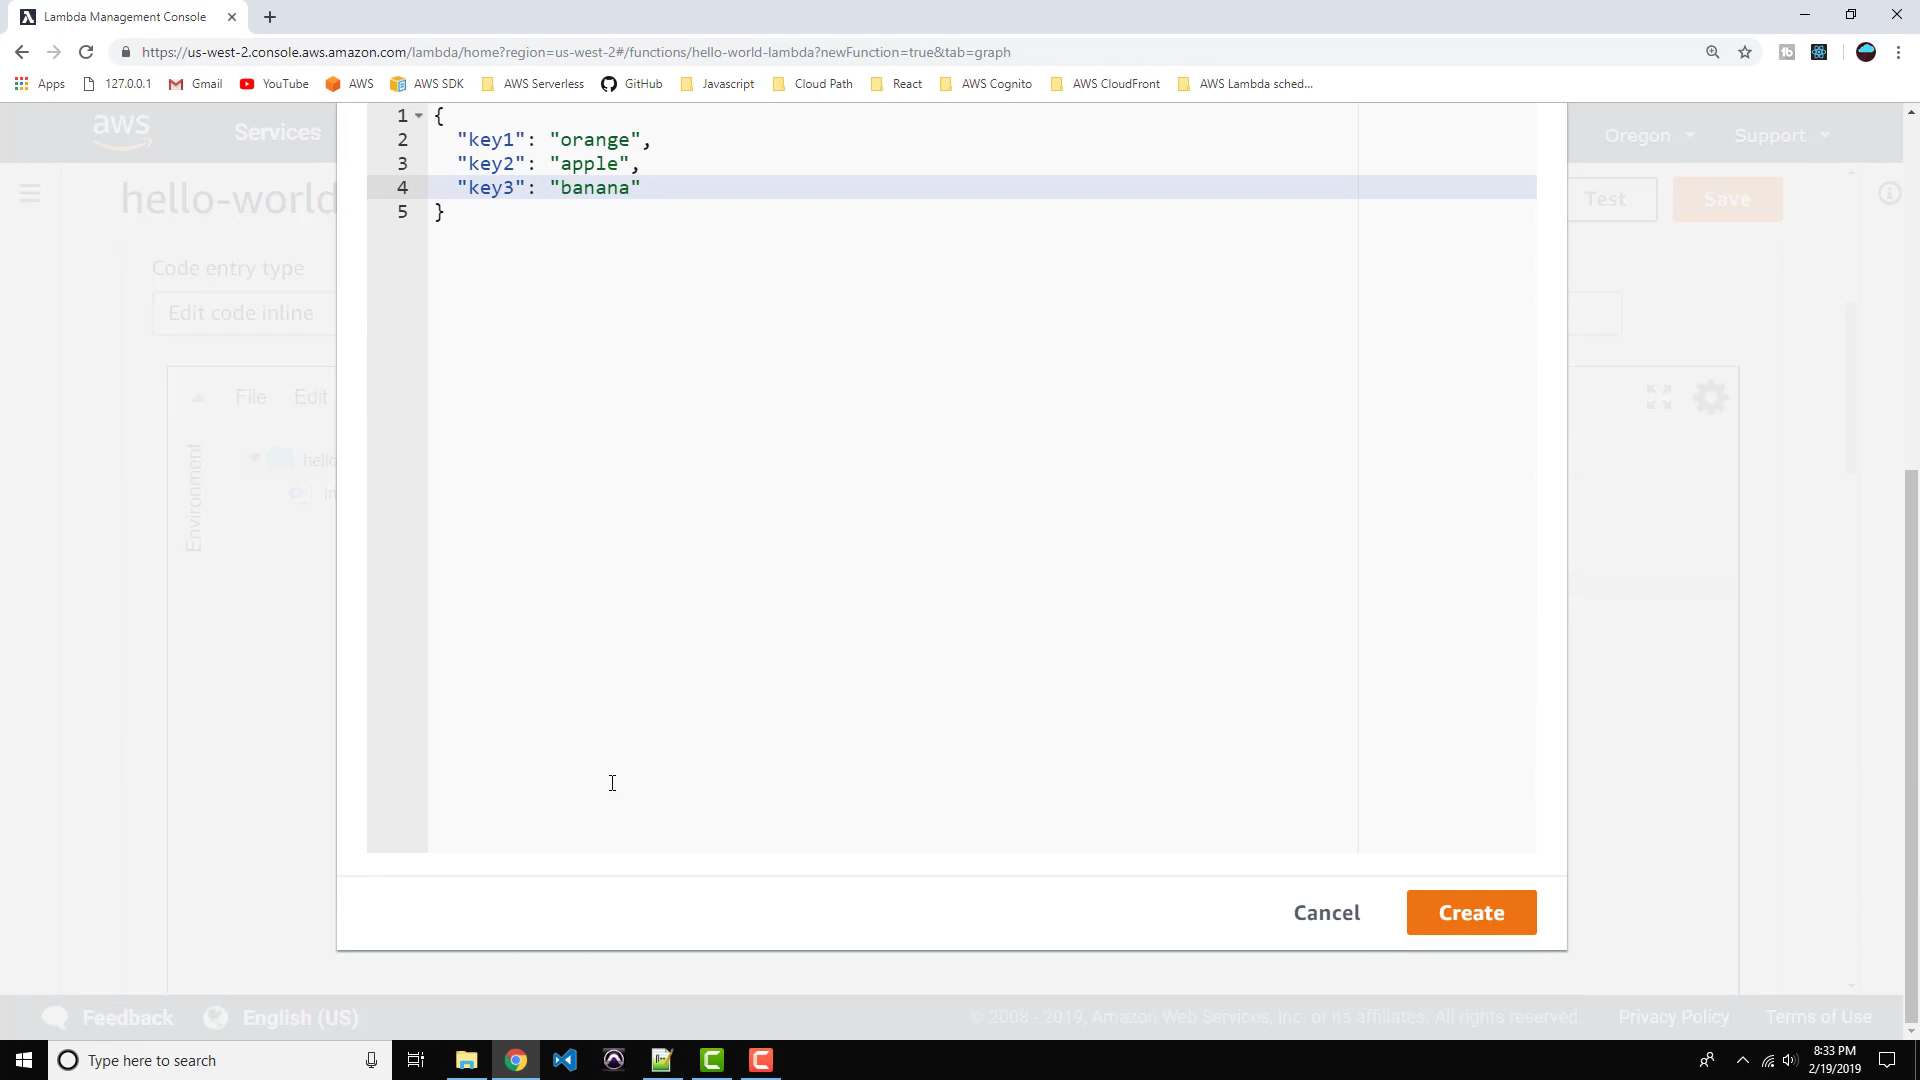 Lambda Management Console
https://us-west-2.console.aws.amazon.com/lambda/home?region=us-west-2#/functions/hello-world-lambda?newFunction=true&tab=graph
Apps 127.0.0.1 Gmail YouTube AWS AWS SDK AWS Serverless GitHub Javascript Cloud Path React AWS Cognito AWS CloudFront AWS Lambda sched...
aws Services Oregon Support
hello-world Test Save
1 {
2 "key1": "orange",
3 "key2": "apple",
4 "key3": "banana"
5 }
Code entry type
Edit code inline
File Edit
Environment
hello
in
Cancel Create
Feedback English (US) © 2008 - 2019, Amazon Web Services, Inc. or its affiliates. All rights reserved. Privacy Policy Terms of Use
Type here to search
8:33 PM
2/19/2019